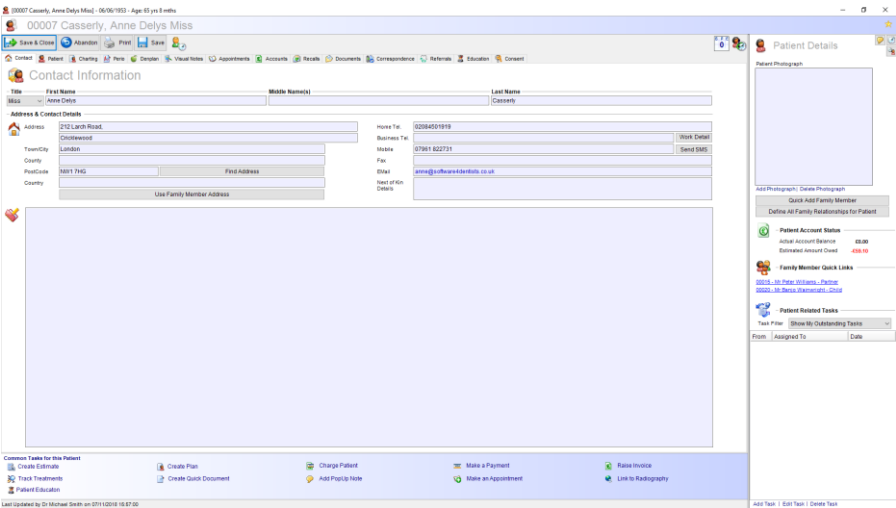 [00007 Casserly, Anne Delys Miss] - 06/06/1953 - Age: 65 yrs 8 mths
00007 Casserly, Anne Delys Miss
Save & Close Abandon Print Save
Contact Patient Charting Perio Denplan Visual Notes Appointments Accounts Recalls Documents Correspondence Referrals Education Consent
Contact Information
Title First Name Middle Name(s) Last Name
Miss Anne Delys Casserly
Address & Contact Details
Address 212 Larch Road, Home Tel. 02084501919
Cricklewood Business Tel. Work Detail
Town/City London Mobile 07961 822731 Send SMS
County Fax
PostCode NW1 7HG Find Address EMail anne@software4dentists.co.uk
Country Next of Kin Details
Use Family Member Address
Patient Details
Patient Photograph
Add Photograph | Delete Photograph
Quick Add Family Member
Define All Family Relationships for Patient
Patient Account Status
Actual Account Balance £0.00
Estimated Amount Owed
Family Member Quick Links
00016 - Mr Peter Williams - Partner
Patient Related Tasks
Task Filter Show My Outstanding Tasks
From Assigned To Date
Common Tasks for this Patient
Create Estimate Create Plan Charge Patient Make a Payment Raise Invoice
Track Treatments Create Quick Document Add PopUp Note Make an Appointment Link to Radiography
Patient Educaton
Last Updated by Dr Michael Smith on 07/11/2018 16:87:00
Add Task | Edit Task | Delete Task